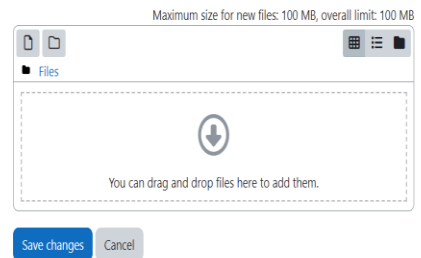 Maximum size for new files: 100 MB, overall limit: 100 MB
Files
You can drag and drop files here to add them.
Save changes Cancel